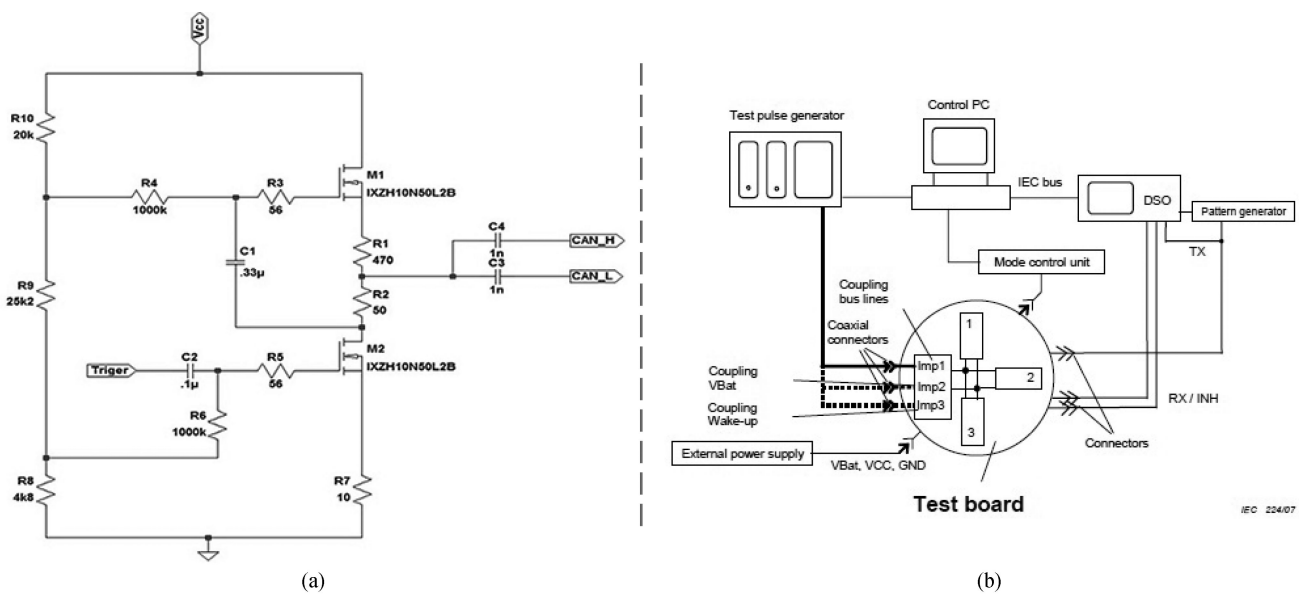 Vcc
R10
20k
R4
1000k
R3
56
M1
IXZH10N50L2B
C1
.33µ
R1
470
C4
1n
CAN_H
C3
1n
CAN_L
R9
25k2
R2
50
M2
IXZH10N50L2B
Triger
C2
.1µ
R5
56
R6
1000k
R8
4k8
R7
10
(a)
Test pulse generator
Control PC
IEC bus
DSO
Pattern generator
TX
Mode control unit
Coupling
bus lines
Coaxial
connectors
1
2
3
Imp1
Imp2
Imp3
Coupling
VBat
Coupling
Wake-up
RX / INH
Connectors
External power supply
VBat, VCC, GND
Test board
IEC 224/07
(b)